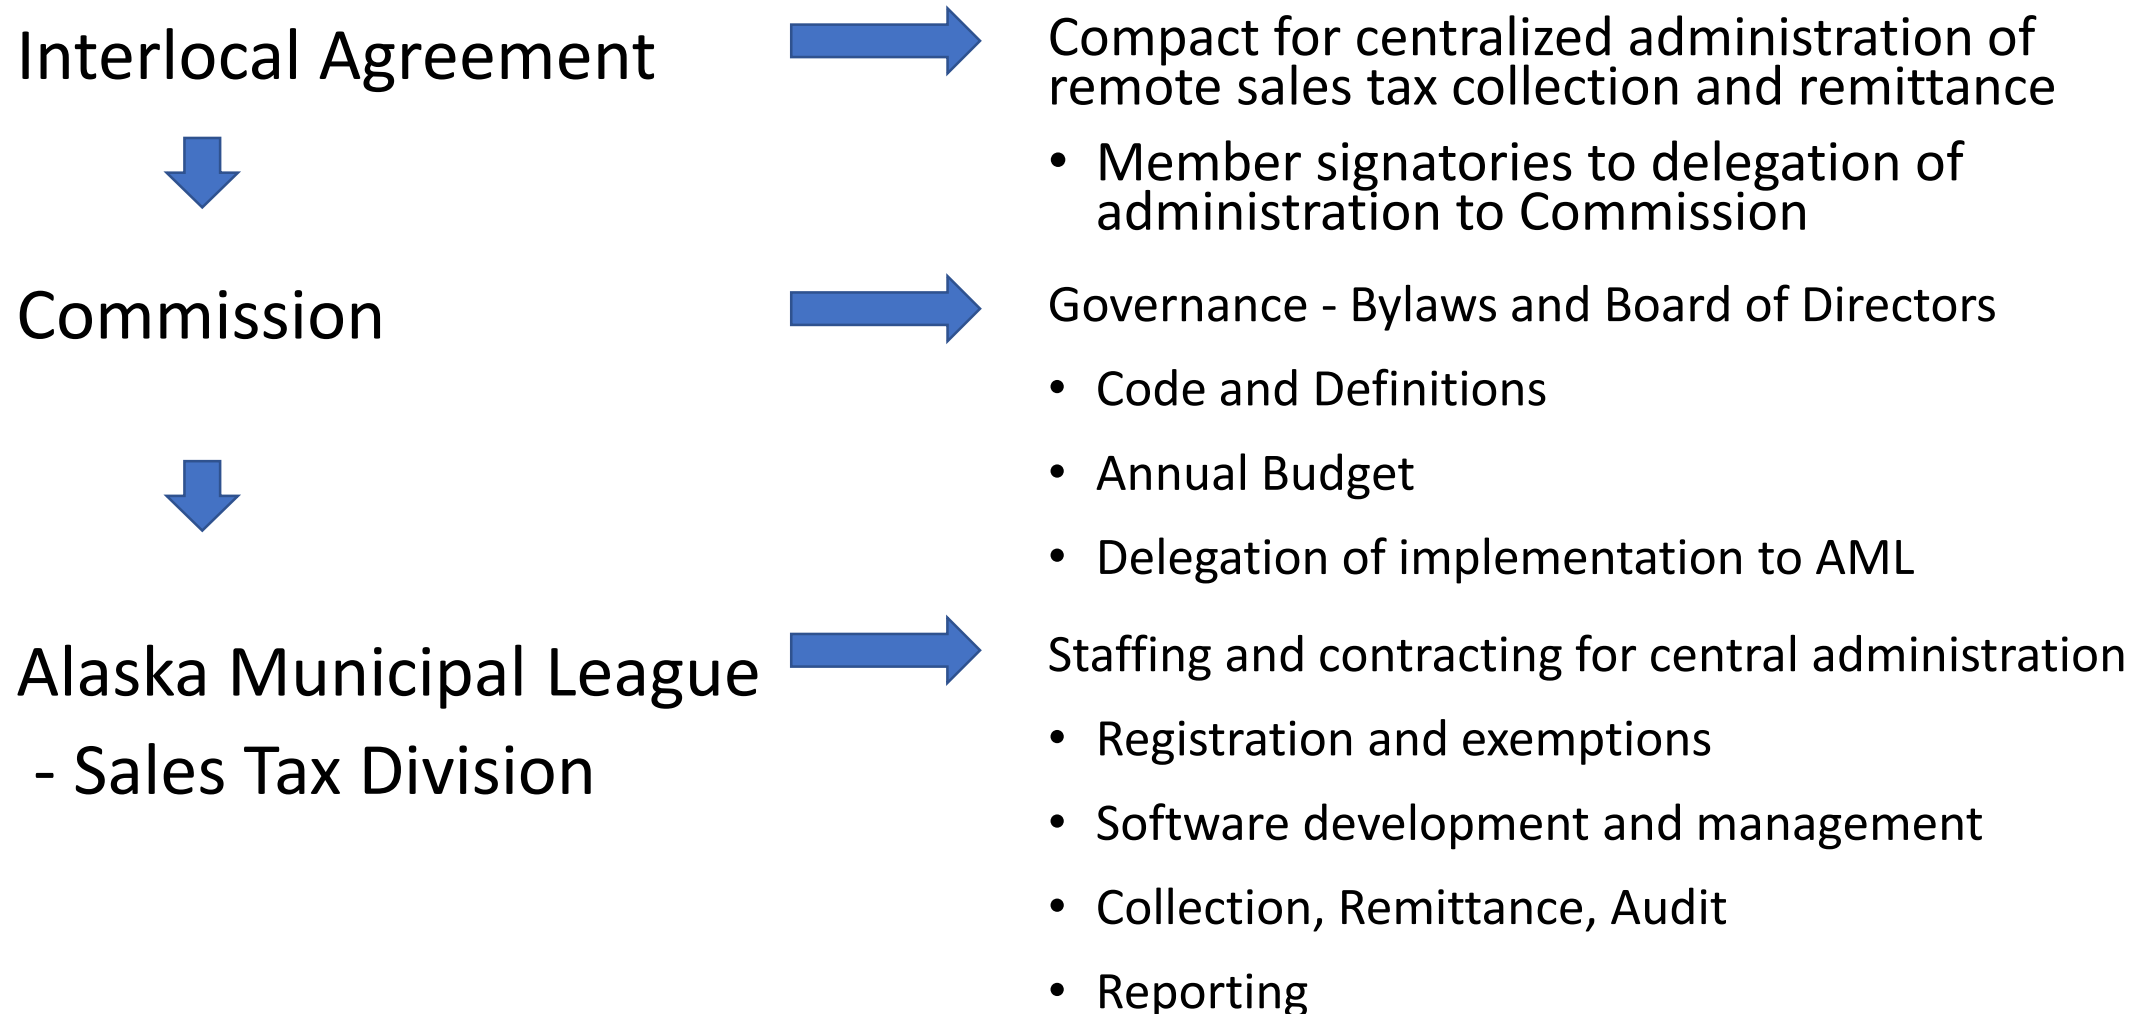 Interlocal Agreement
Compact for centralized administration of
remote sales tax collection and remittance
• Member signatories to delegation of
administration to Commission
Commission
Governance - Bylaws and Board of Directors
• Code and Definitions
• Annual Budget
• Delegation of implementation to AML
Alaska Municipal League
- Sales Tax Division
Staffing and contracting for central administration
• Registration and exemptions
• Software development and management
• Collection, Remittance, Audit
• Reporting